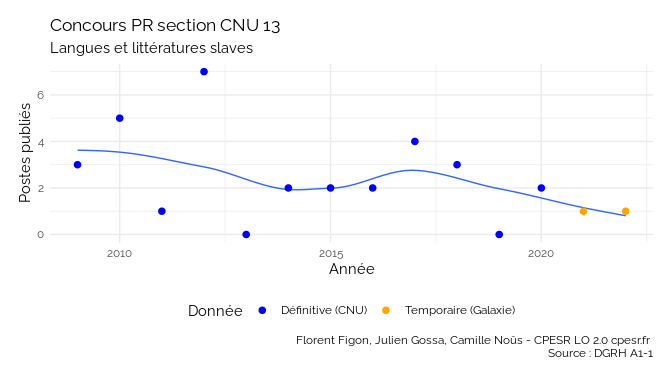 Concours PR section CNU 13
Langues et littératures slaves
Postes publiés
6
4
2
0
2010
2015
2020
Année
Donnée
Définitive (CNU)
Temporaire (Galaxie)
Florent Figon, Julien Gossa, Camille Noûs - CPESR LO 2.0 cpesr.fr
Source : DGRH A1-1